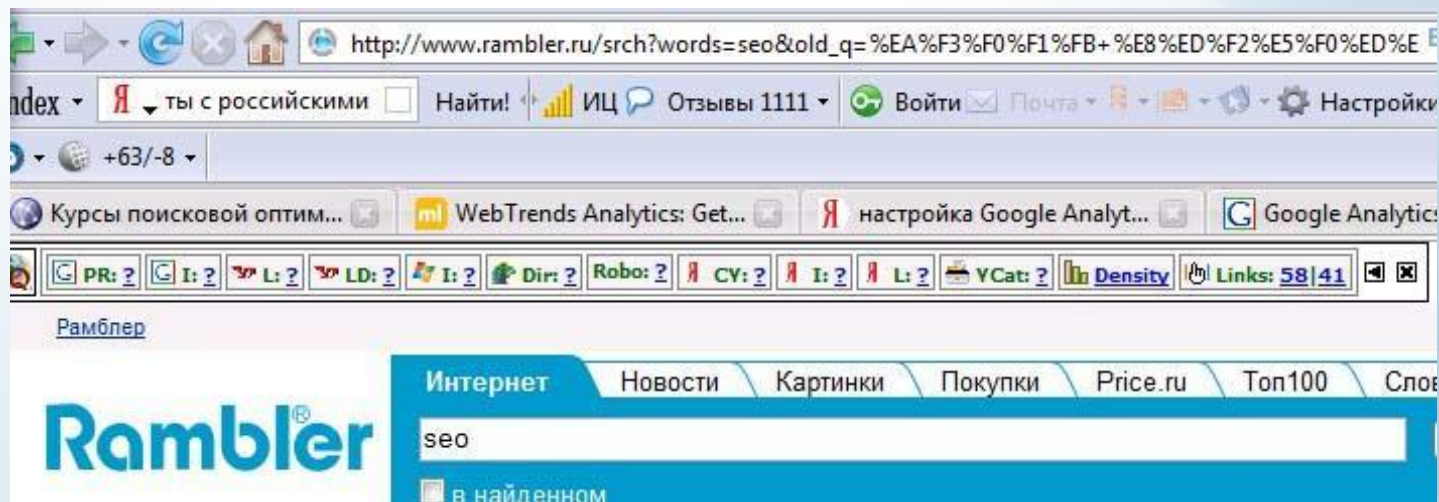 http://www.rambler.ru/srch?words=seo&old_q=%EA%F3%F0%F1%FB+%E8%ED%F2%E5%F0%ED%E
ndex Я ты с российскими Найти! ИЦ Отзывы 1111 Войти Почта Настройки
+63/-8
Курсы поисковой оптим... ml WebTrends Analytics: Get... Я настройка Google Analyt... G Google Analytics
G PR: ? G I: ? L: ? LD: ? I: ? Dir: ? Robo: ? Я CY: ? Я I: ? Я L: ? YCat: ? Density Links: 58|41
Рамблер
Интернет Новости Картинки Покупки Price.ru Топ100 Слов
Rambler®
seo
в найденном